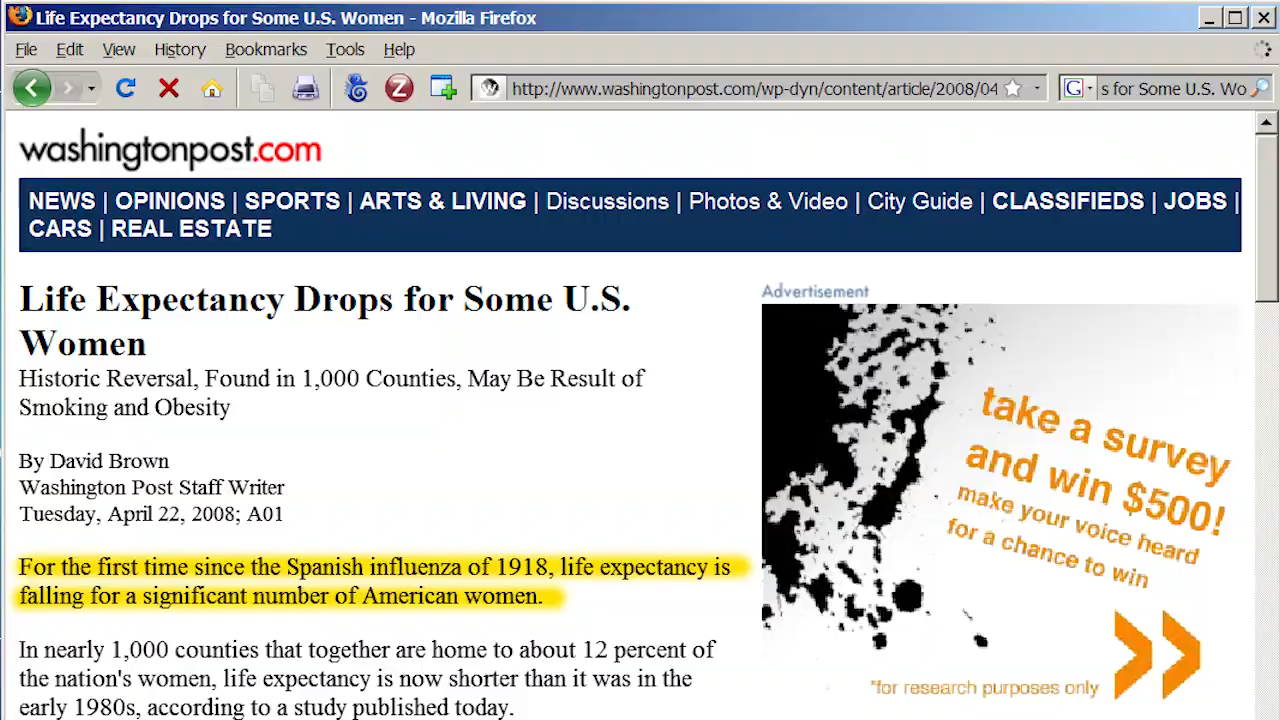 Life Expectancy Drops for Some U.S. Women - Mozilla Firefox
File Edit View History Bookmarks Tools Help
http://www.washingtonpost.com/wp-dyn/content/article/2008/04
s for Some U.S. Wo
washingtonpost.com
NEWS | OPINIONS | SPORTS | ARTS & LIVING | Discussions | Photos & Video | City Guide | CLASSIFIEDS | JOBS |
CARS | REAL ESTATE
Life Expectancy Drops for Some U.S.
Women
Historic Reversal, Found in 1,000 Counties, May Be Result of
Smoking and Obesity
By David Brown
Washington Post Staff Writer
Tuesday, April 22, 2008; A01
For the first time since the Spanish influenza of 1918, life expectancy is
falling for a significant number of American women.
In nearly 1,000 counties that together are home to about 12 percent of
the nation's women, life expectancy is now shorter than it was in the
early 1980s, according to a study published today.
Advertisement
take a survey
and win $500!
make your voice heard
for a chance to win
*for research purposes only